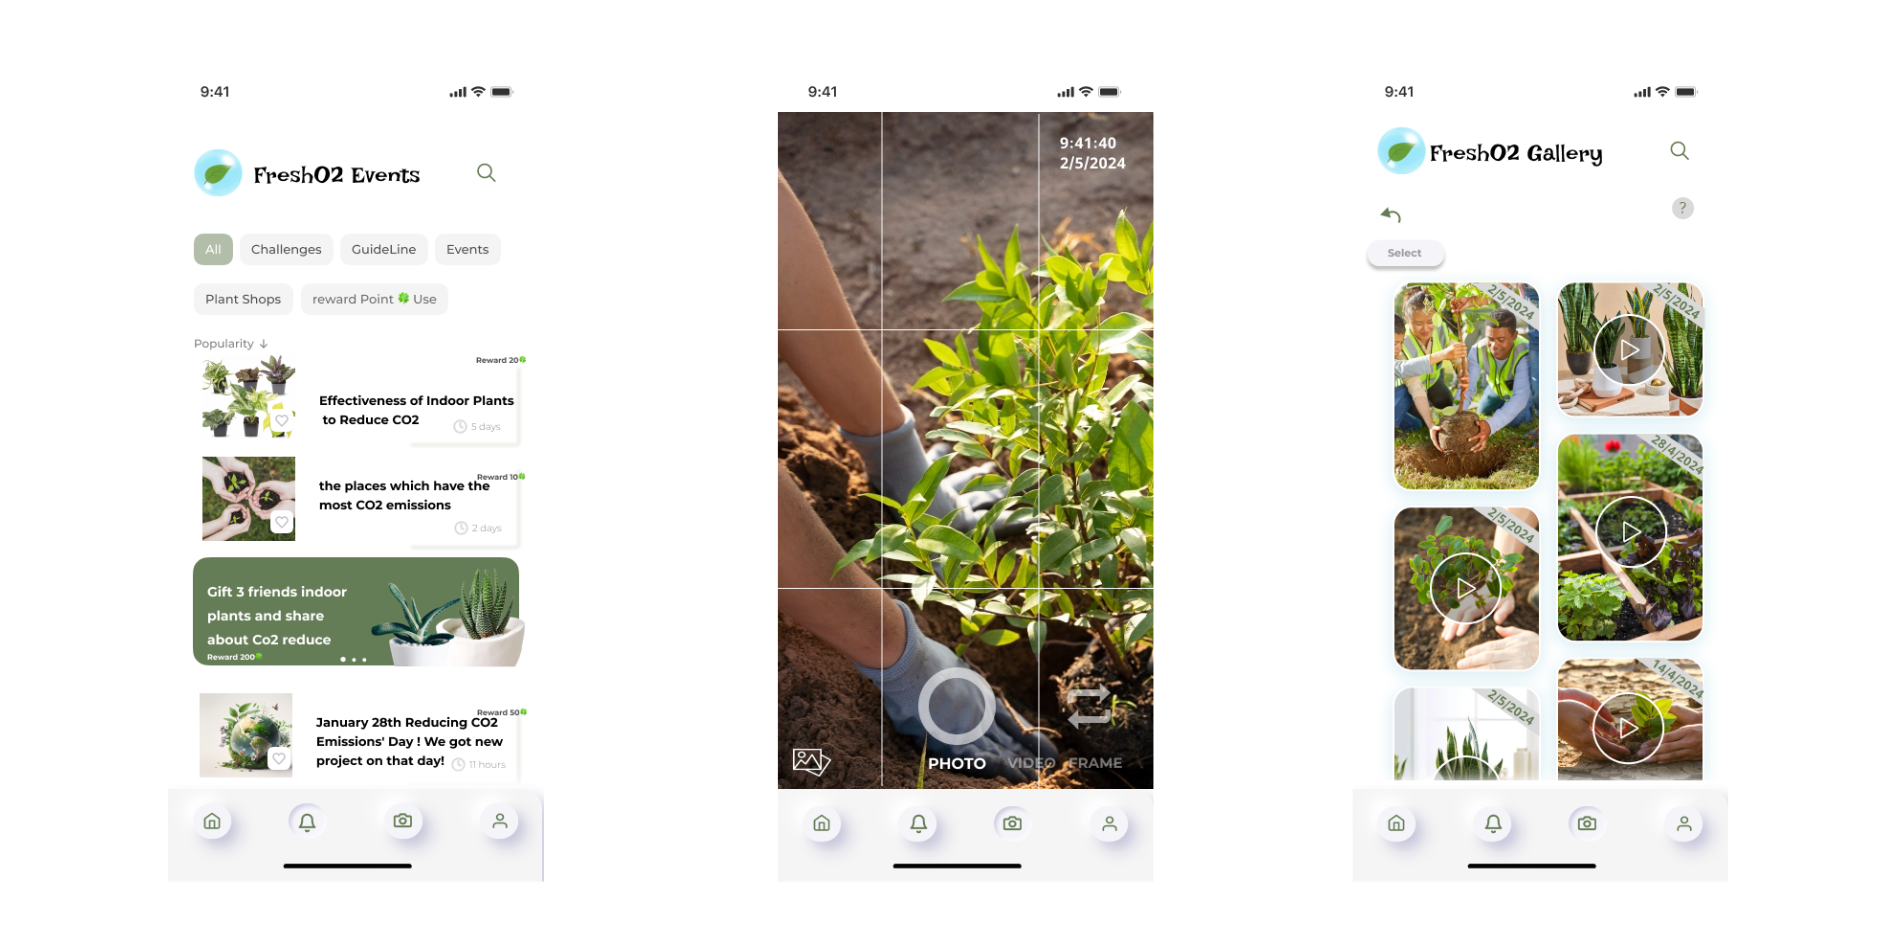 9:41
FreshO2 Events
All
Challenges
GuideLine
Events
Plant Shops
reward Point 🍀 Use
Popularity ↓
Reward 20🍀
Effectiveness of Indoor Plants
to Reduce CO2
5 days
Reward 10🍀
the places which have the
most CO2 emissions
2 days
Gift 3 friends indoor
plants and share
about Co2 reduce
Reward 200🍀
Reward 50🍀
January 28th Reducing CO2
Emissions' Day ! We got new
project on that day!
11 hours
9:41
9:41:40
2/5/2024
PHOTO
VIDEO
FRAME
9:41
FreshO2 Gallery
?
Select
2/5/2024
2/5/2024
28/4/2024
2/5/2024
14/4/2024
2/5/2024